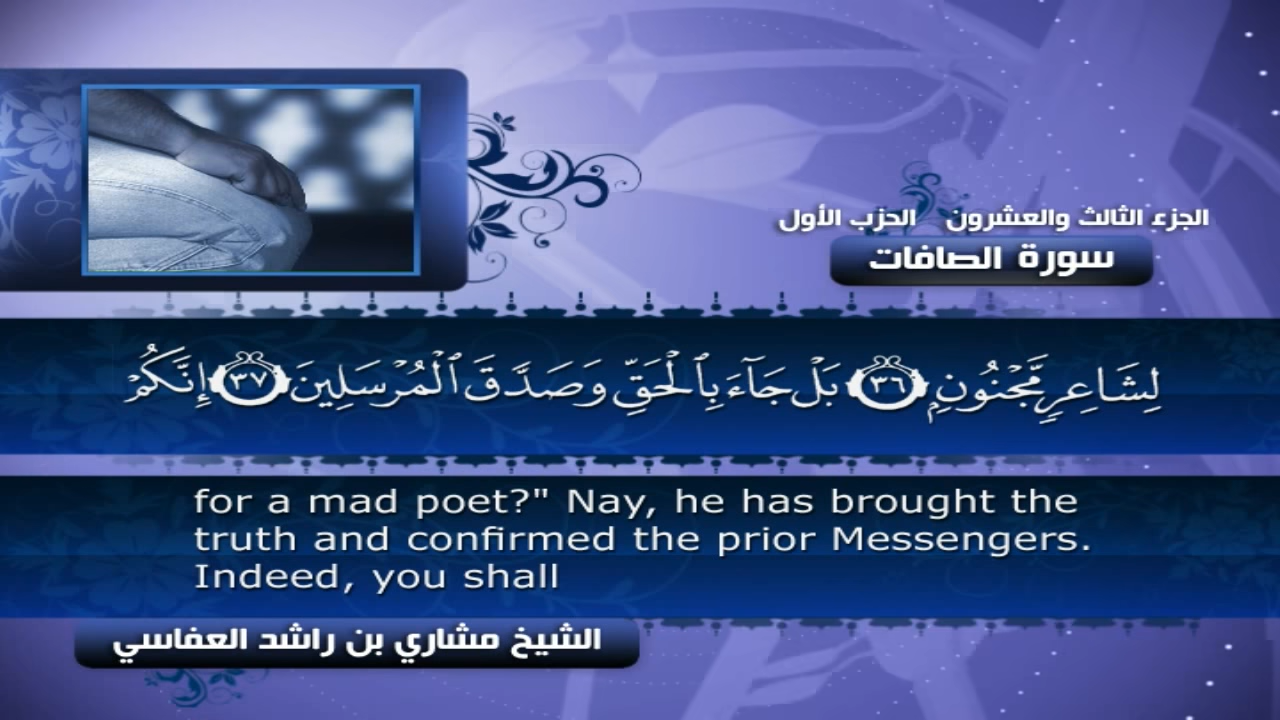 الجزء الثالث والعشرون الحزب الأول
سورة الصافات
لِشَاعِرٍ مَّجْنُونٍۭ ﴿٣٦﴾ بَلْ جَآءَ بِٱلْحَقِّ وَصَدَّقَ ٱلْمُرْسَلِينَ ﴿٣٧﴾ إِنَّكُمْ
for a mad poet?" Nay, he has brought the
truth and confirmed the prior Messengers.
Indeed, you shall
الشيخ مشاري بن راشد العفاسي